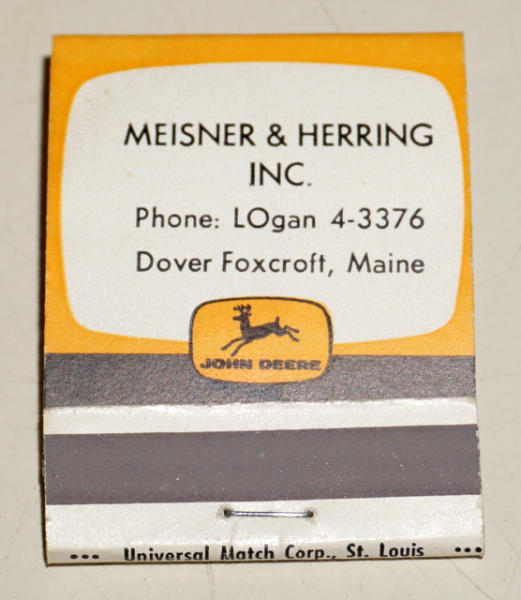 MEISNER & HERRING
INC.
Phone: LOgan 4-3376
Dover Foxcroft, Maine
JOHN DEERE
••• Universal Match Corp., St. Louis •••